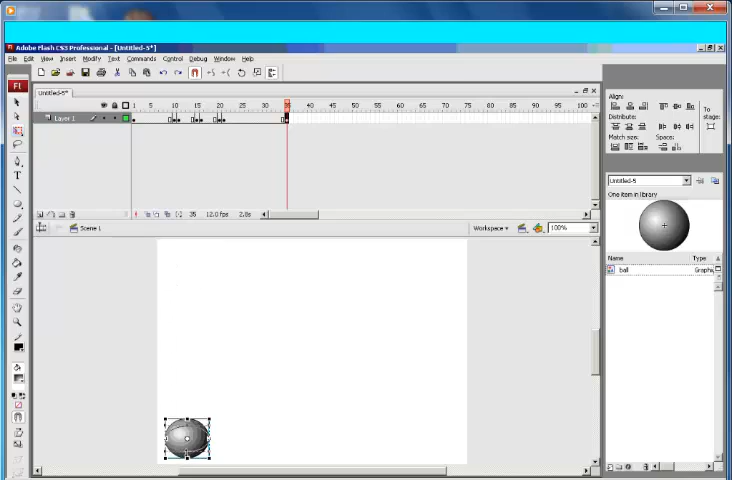 Adobe Flash CS3 Professional - [Untitled-5*]
File Edit View Insert Modify Text Commands Control Debug Window Help
Untitled-5*
1 5 10 15 20 25 30 35 40 45 50 55 60 65 70 75 80 85 90 95 100
Layer 1
35 12.0 fps 2.8s
Scene 1
Workspace
100%
Fl
T
Align:
Distribute:
Match size:
Space:
To stage:
Untitled-5
One item in library
Name Type
ball Graphi